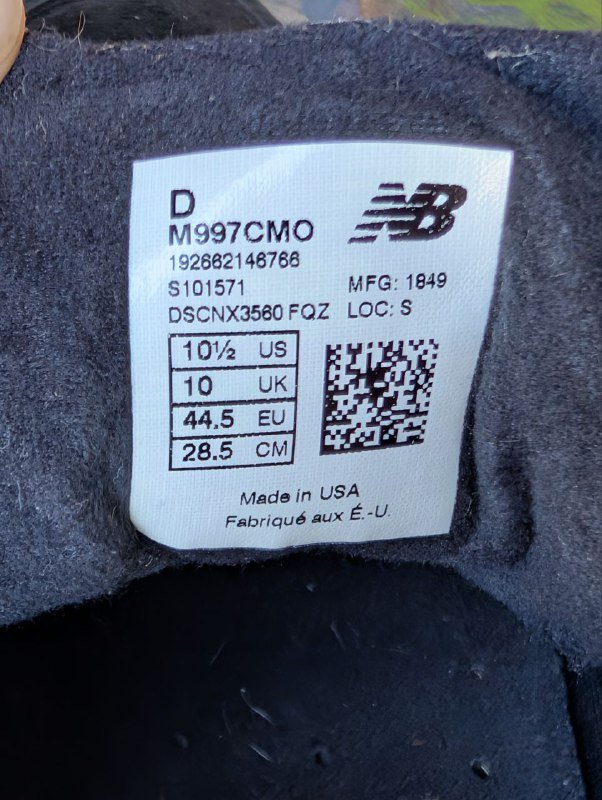 D
NB
M997CMO
192662146766
S101571 MFG: 1849
DSCNX3560 FQZ LOC: S
10½ US
10 UK
44.5 EU
28.5 CM
Made in USA
Fabriqué aux É.-U.